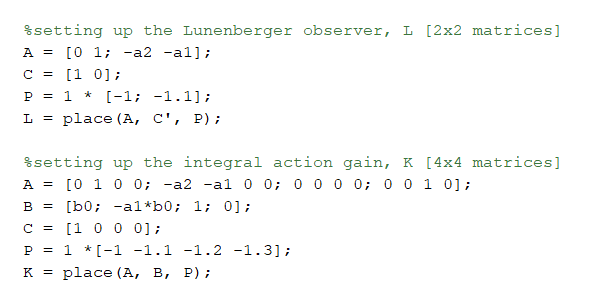 %setting up the Lunenberger observer, L [2x2 matrices]
A = [0 1; -a2 -a1];
C = [1 0];
P = 1 * [-1; -1.1];
L = place(A, C', P);
%setting up the integral action gain, K [4x4 matrices]
A = [0 1 0 0; -a2 -a1 0 0; 0 0 0 0; 0 0 1 0];
B = [b0; -a1*b0; 1; 0];
C = [1 0 0 0];
P = 1 *[-1 -1.1 -1.2 -1.3];
K = place(A, B, P);